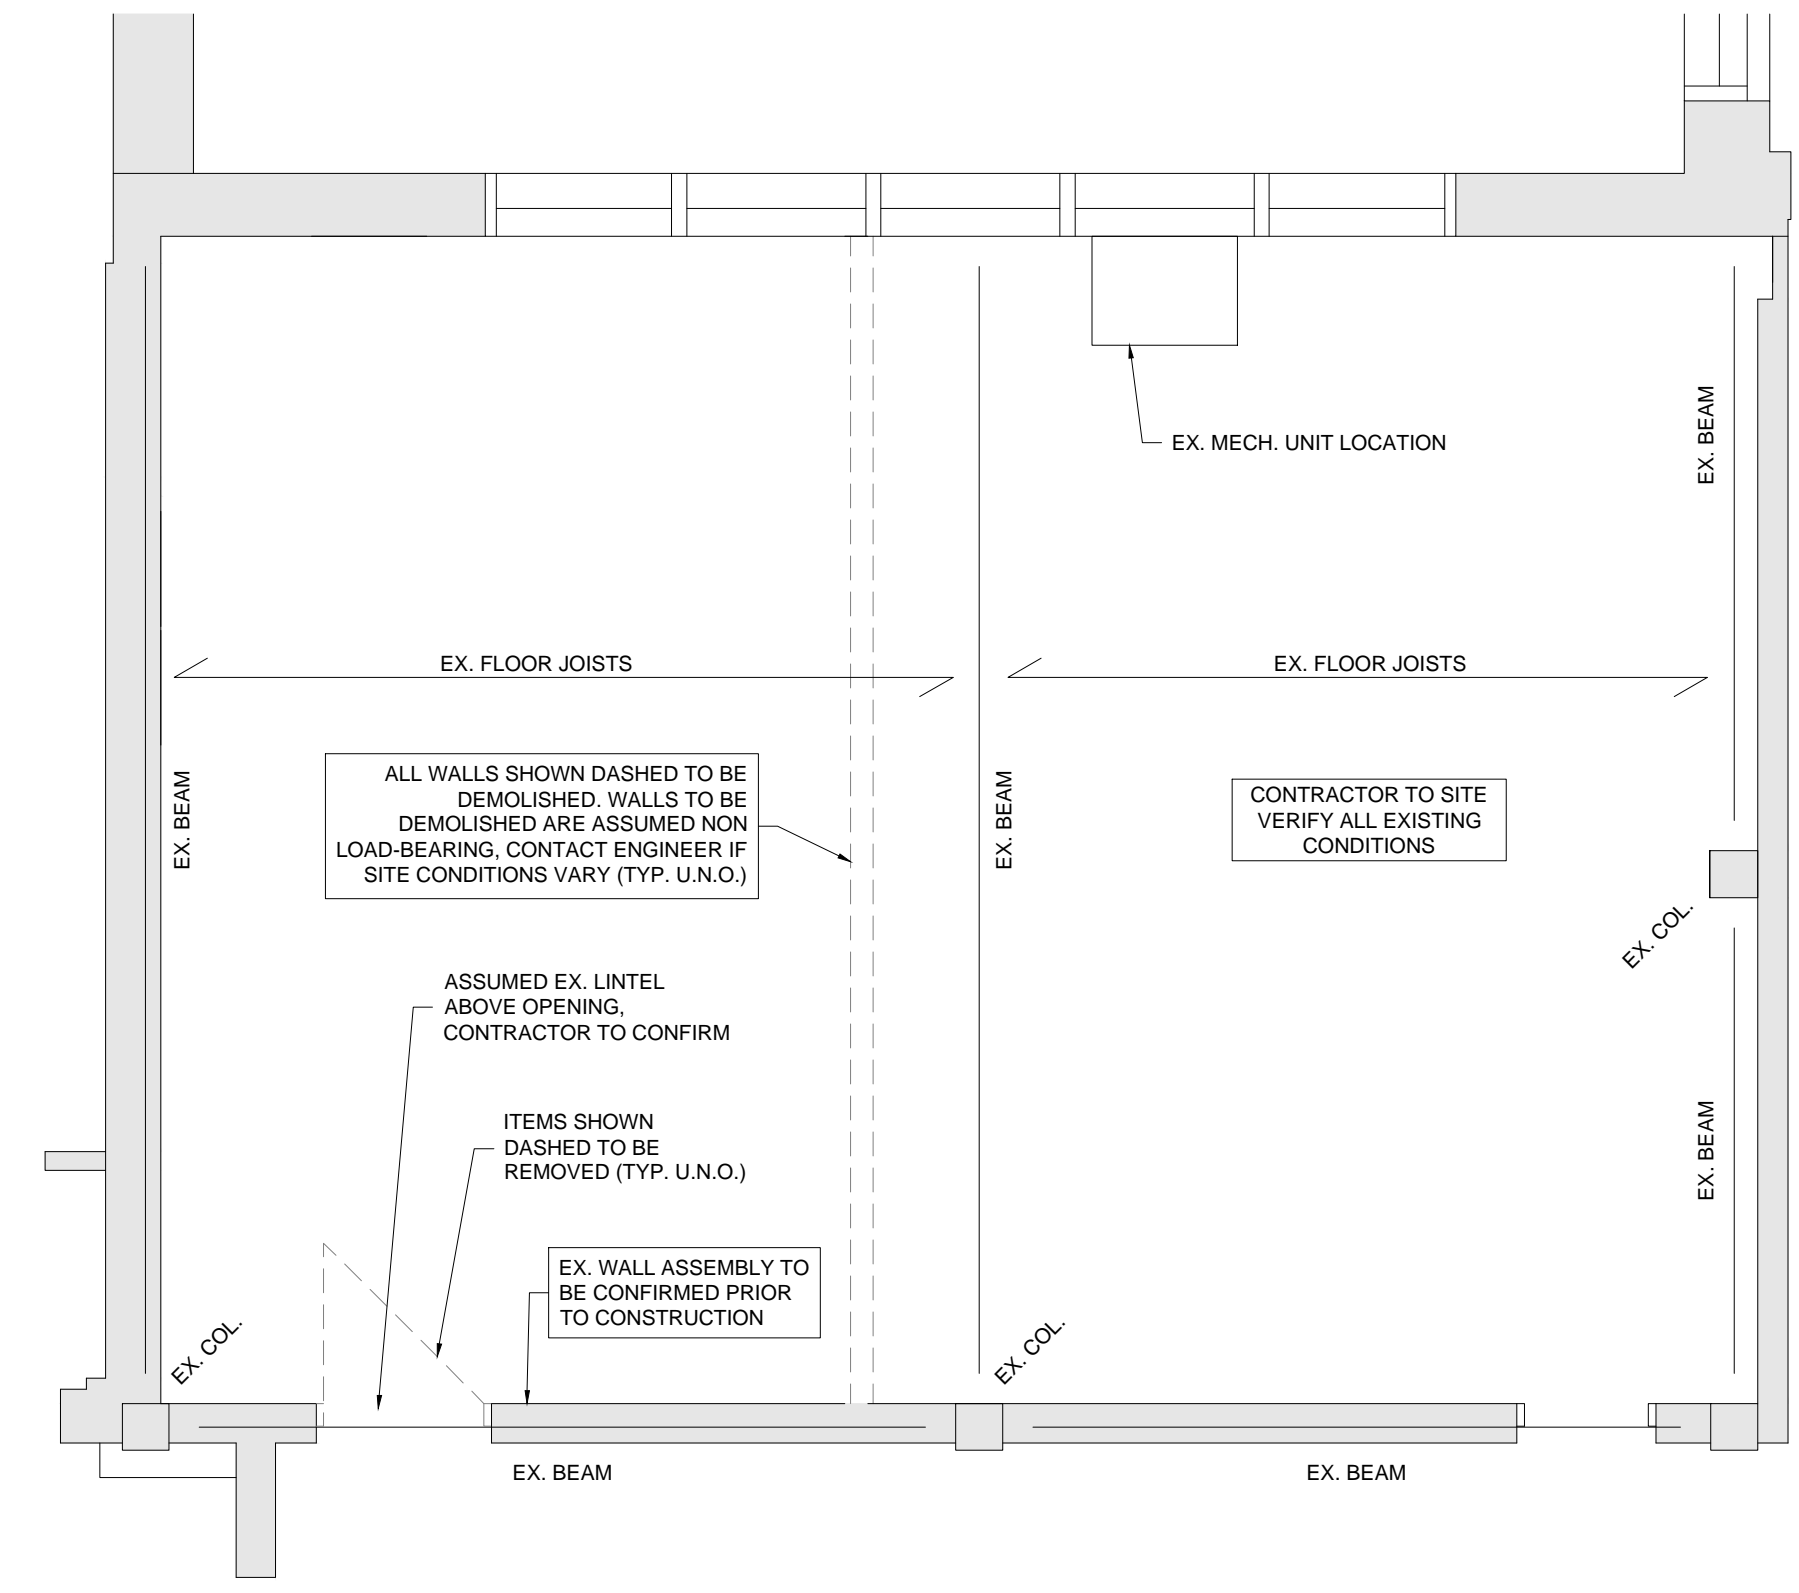 EX. MECH. UNIT LOCATION
EX. BEAM
EX. FLOOR JOISTS
EX. FLOOR JOISTS
EX. BEAM
ALL WALLS SHOWN DASHED TO BE
DEMOLISHED. WALLS TO BE
DEMOLISHED ARE ASSUMED NON
LOAD-BEARING, CONTACT ENGINEER IF
SITE CONDITIONS VARY (TYP. U.N.O.)
EX. BEAM
CONTRACTOR TO SITE
VERIFY ALL EXISTING
CONDITIONS
EX. COL.
ASSUMED EX. LINTEL
ABOVE OPENING,
CONTRACTOR TO CONFIRM
ITEMS SHOWN
DASHED TO BE
REMOVED (TYP. U.N.O.)
EX. BEAM
EX. WALL ASSEMBLY TO
BE CONFIRMED PRIOR
TO CONSTRUCTION
EX. COL.
EX. COL.
EX. BEAM
EX. BEAM